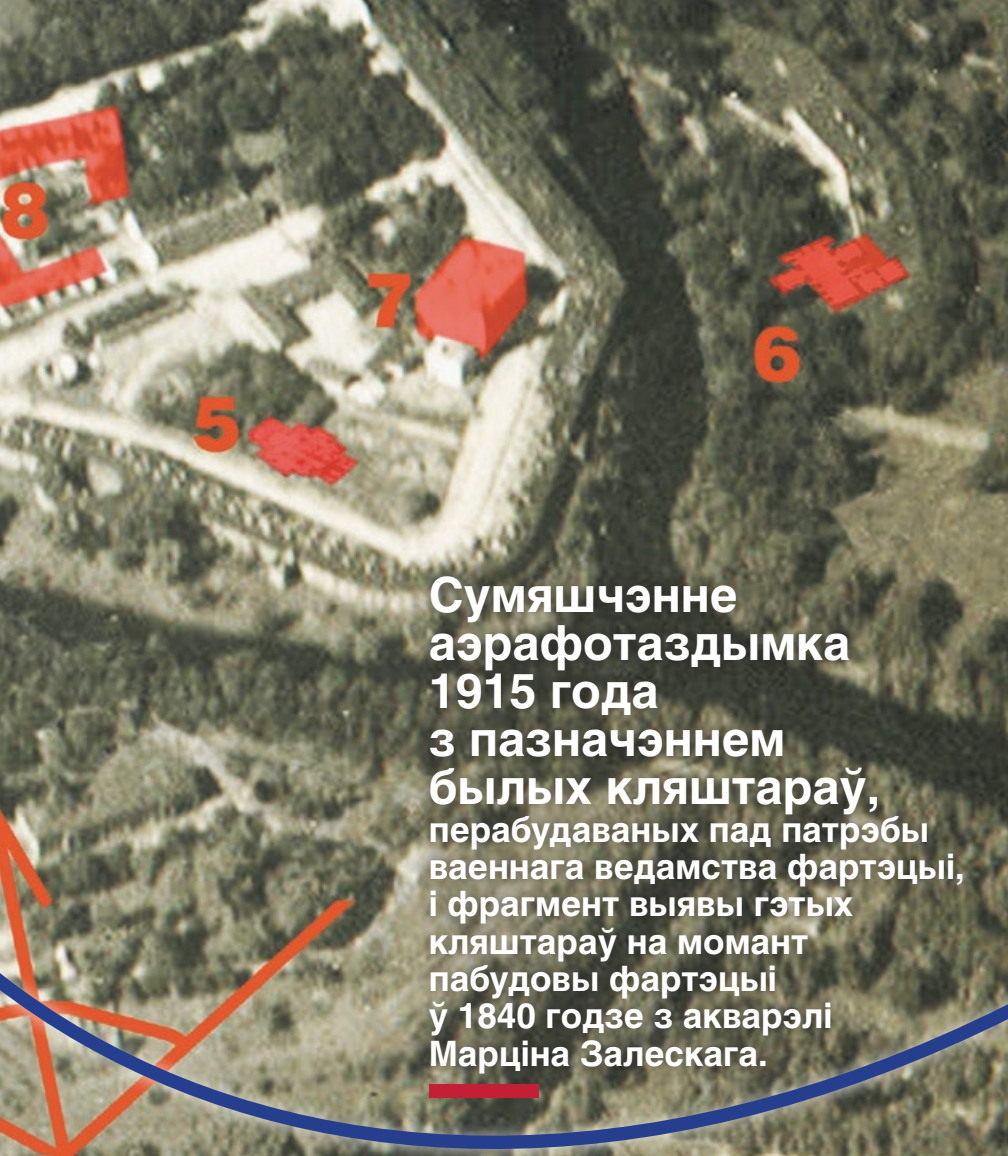 8
7
6
5
Сумяшчэнне
аэрафотаздымка
1915 года
з пазначэннем
былых кляштараў,
перабудаваных пад патрэбы
ваеннага ведамства фартэцыі,
і фрагмент выявы гэтых
кляштараў на момант
пабудовы фартэцыі
ў 1840 годзе з акварэлі
Марціна Залескага.